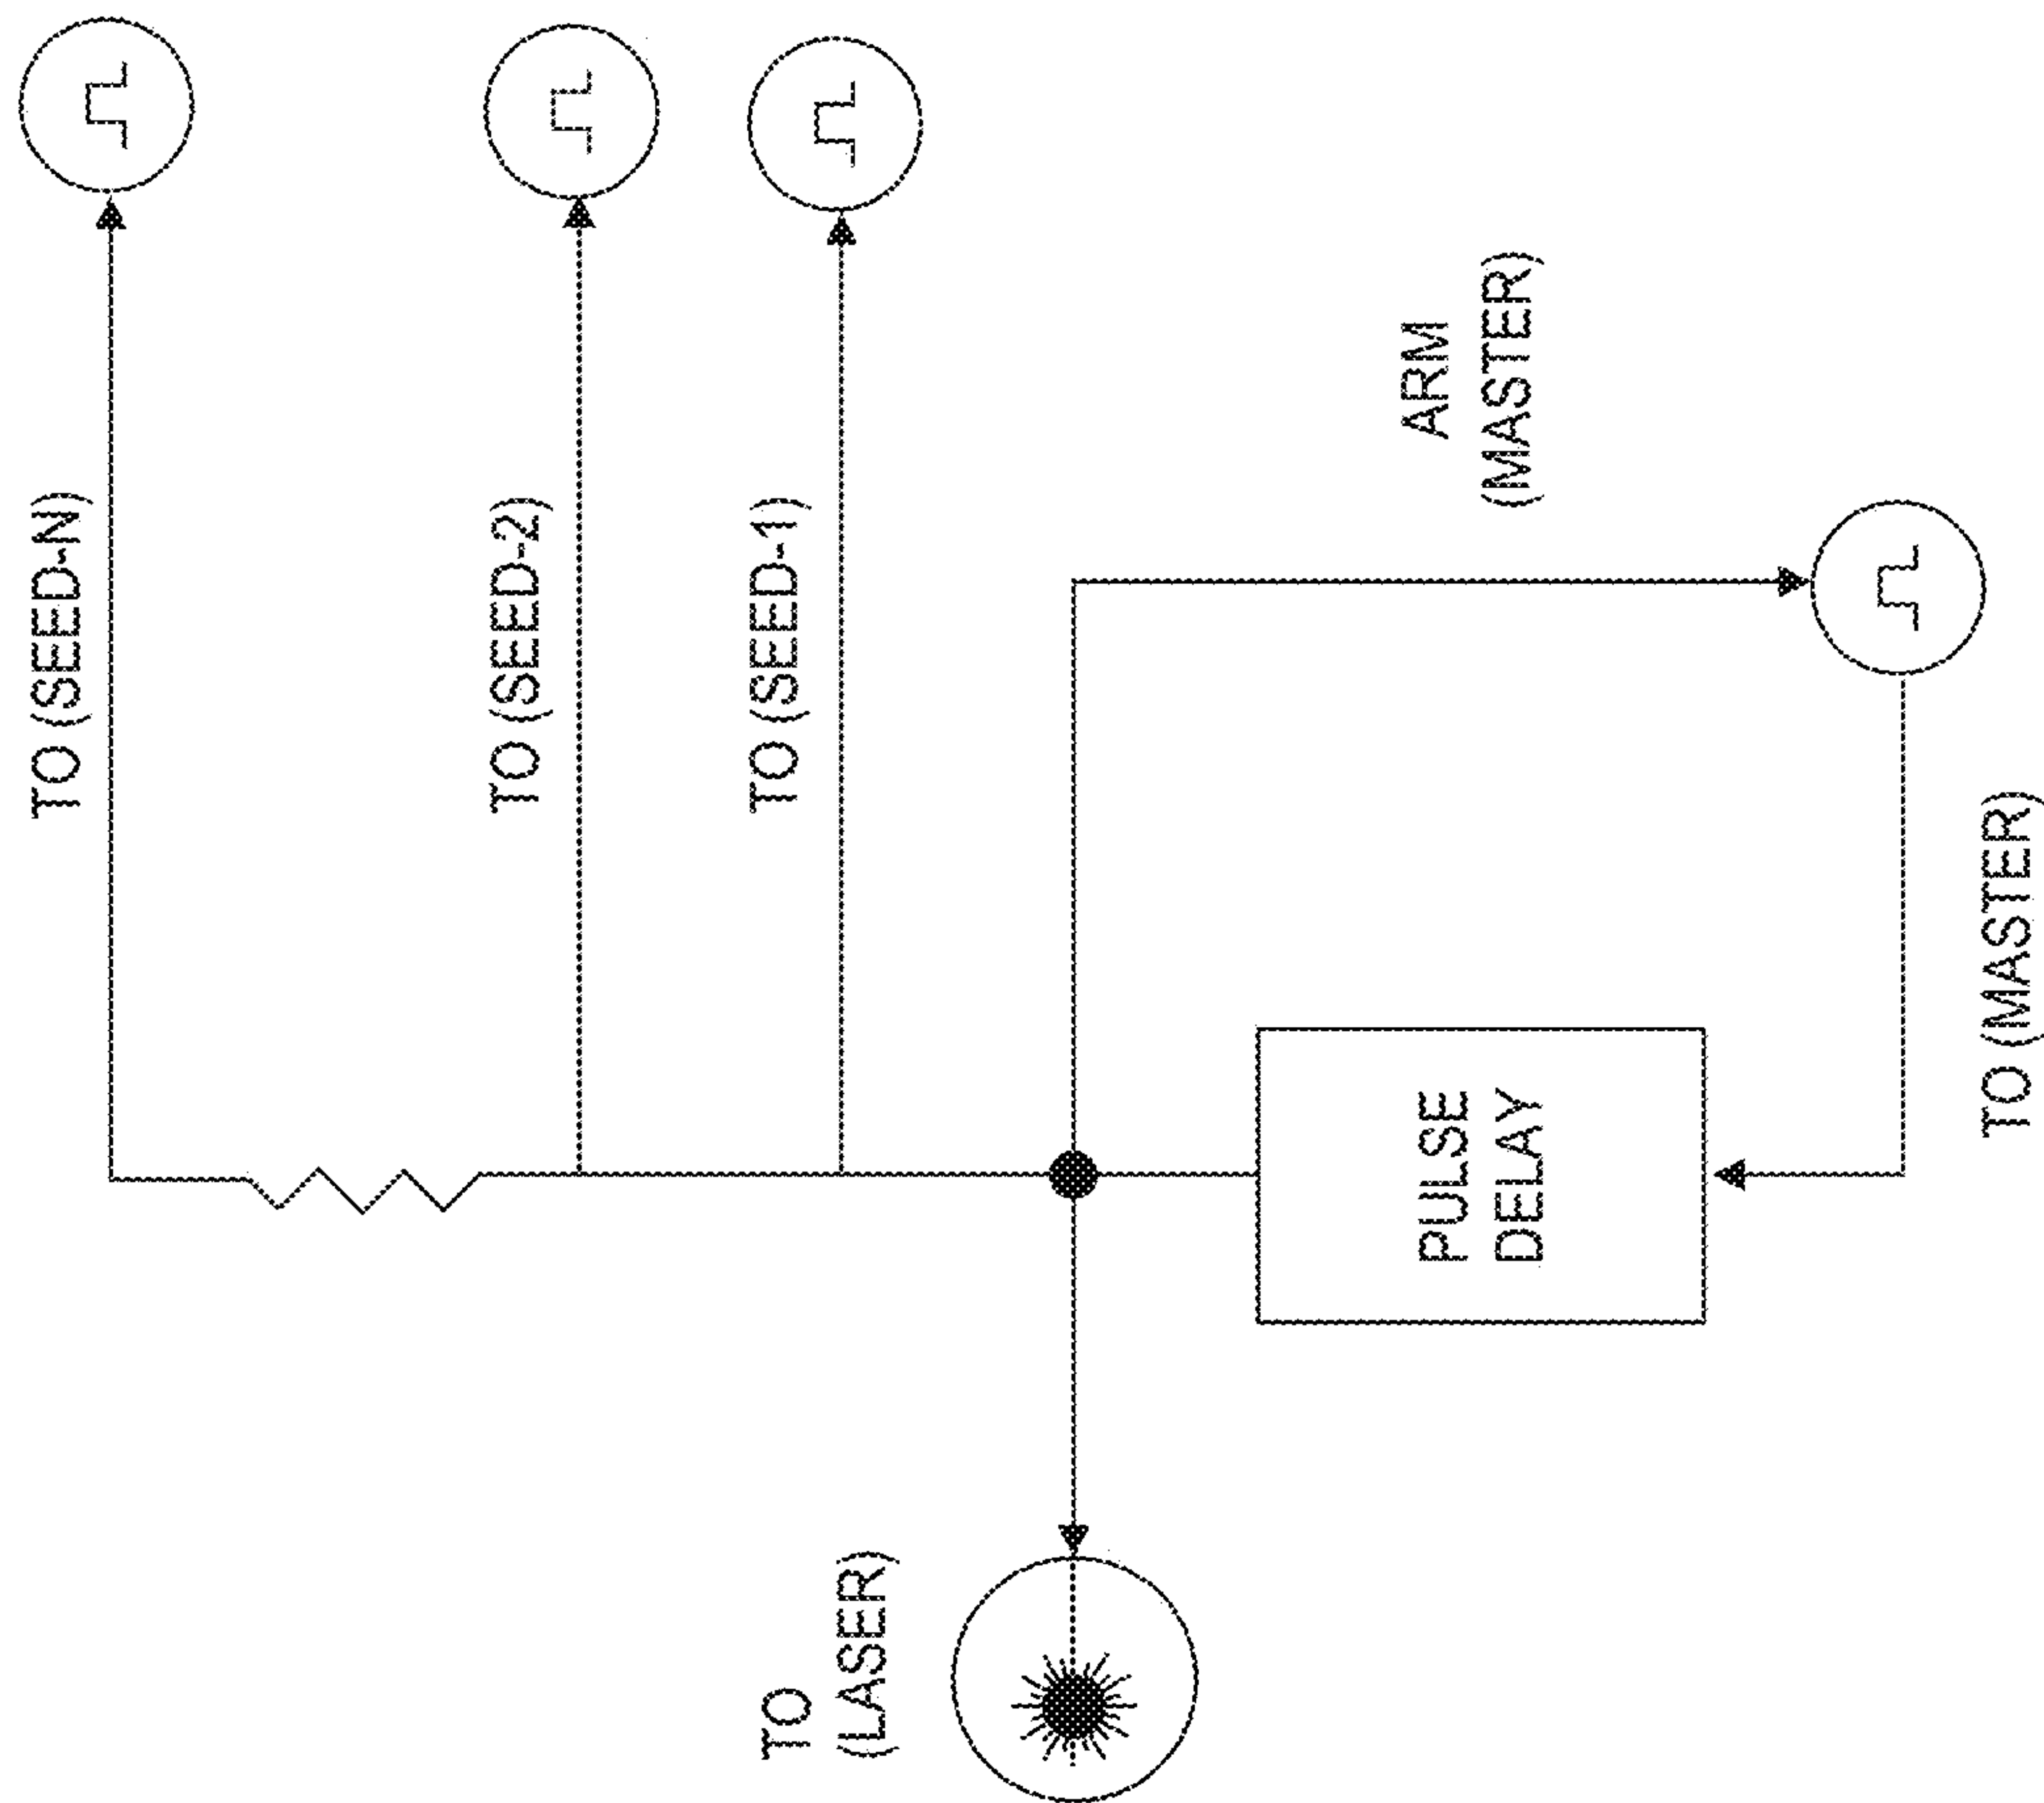 TO (SEED-N)
TO (SEED-2)
TO (SEED-1)
ARM
(MASTER)
TO
(LASER)
PULSE
DELAY
TO (MASTER)